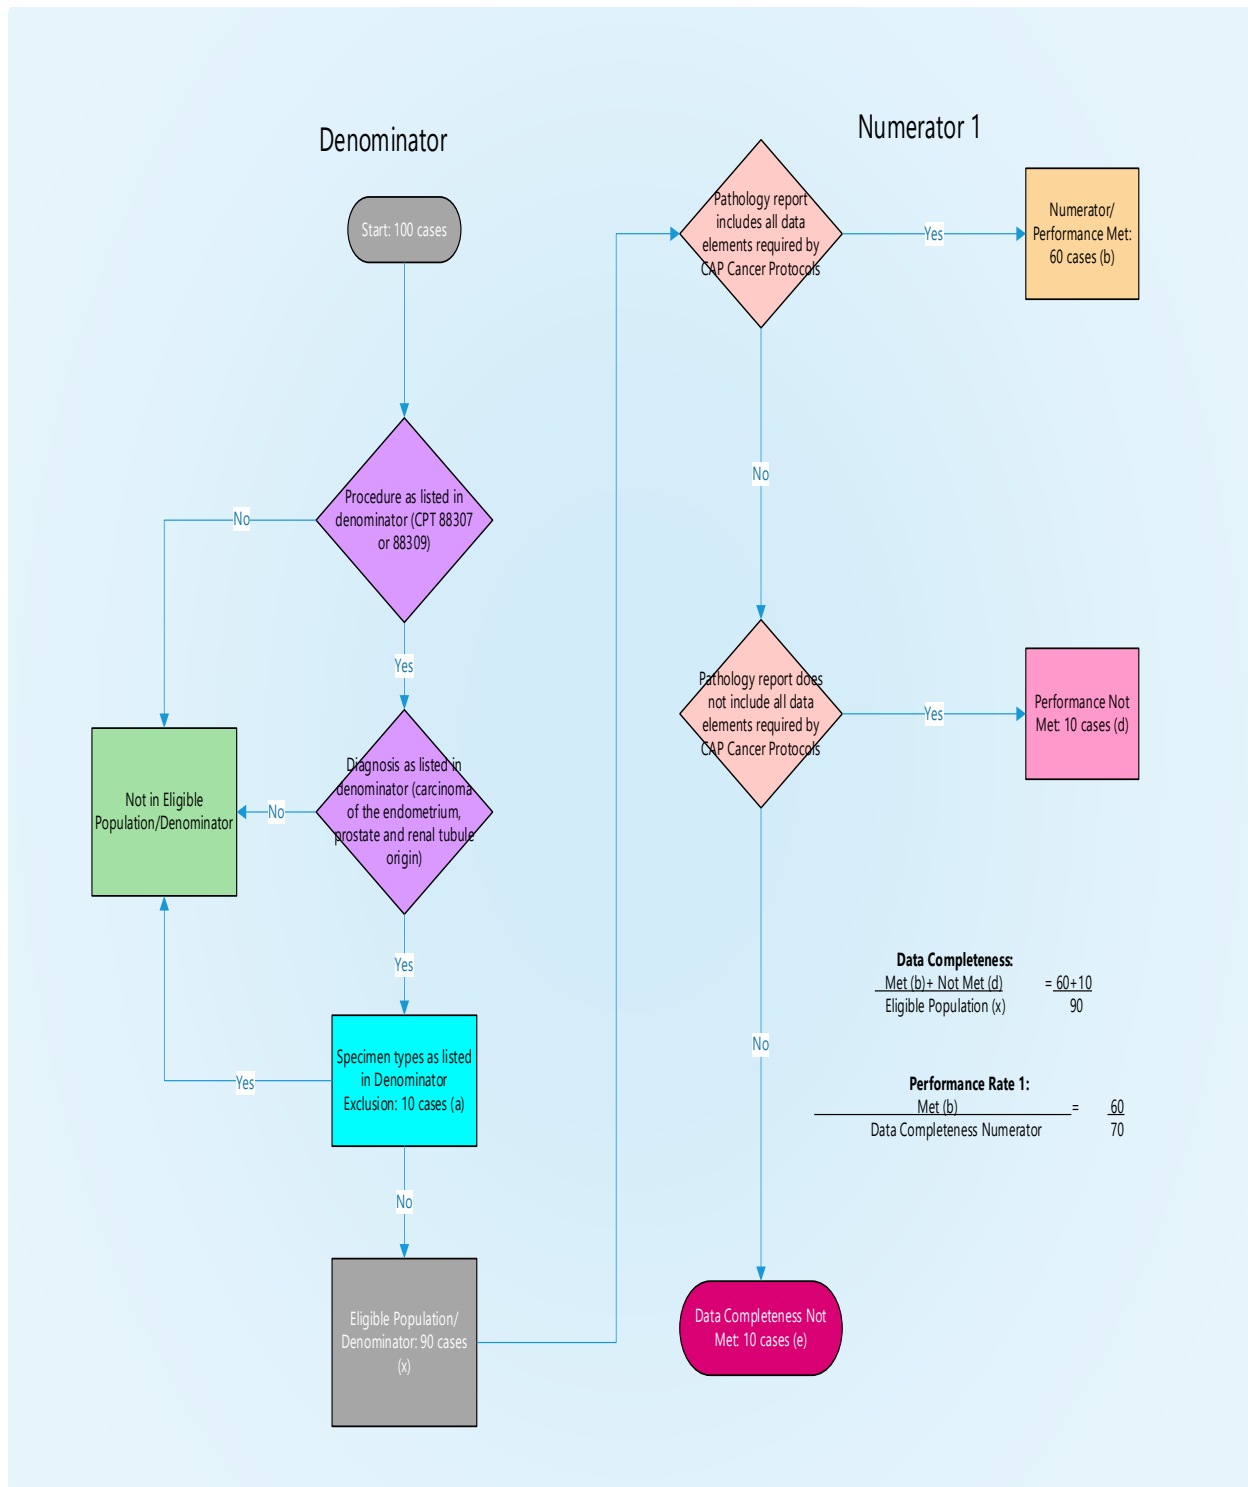 Denominator
Start: 100 cases
Procedure as listed in
denominator (CPT 88307
or 88309)
No
Yes
Diagnosis as listed in
denominator (carcinoma
of the endometrium,
prostate and renal tubule
origin)
No
Not in Eligible
Population/Denominator
Yes
Specimen types as listed
in Denominator
Exclusion: 10 cases (a)
Yes
No
Eligible Population/
Denominator: 90 cases
(x)
Numerator 1
Pathology report
includes all data
elements required by
CAP Cancer Protocols
Yes
Numerator/
Performance Met:
60 cases (b)
No
Pathology report does
not include all data
elements required by
CAP Cancer Protocols
Yes
Performance Not
Met: 10 cases (d)
No
Data Completeness Not
Met: 10 cases (e)
Data Completeness:
Met (b)+ Not Met (d) = 60+10
Eligible Population (x) 90
Performance Rate 1:
Met (b) = 60
Data Completeness Numerator 70